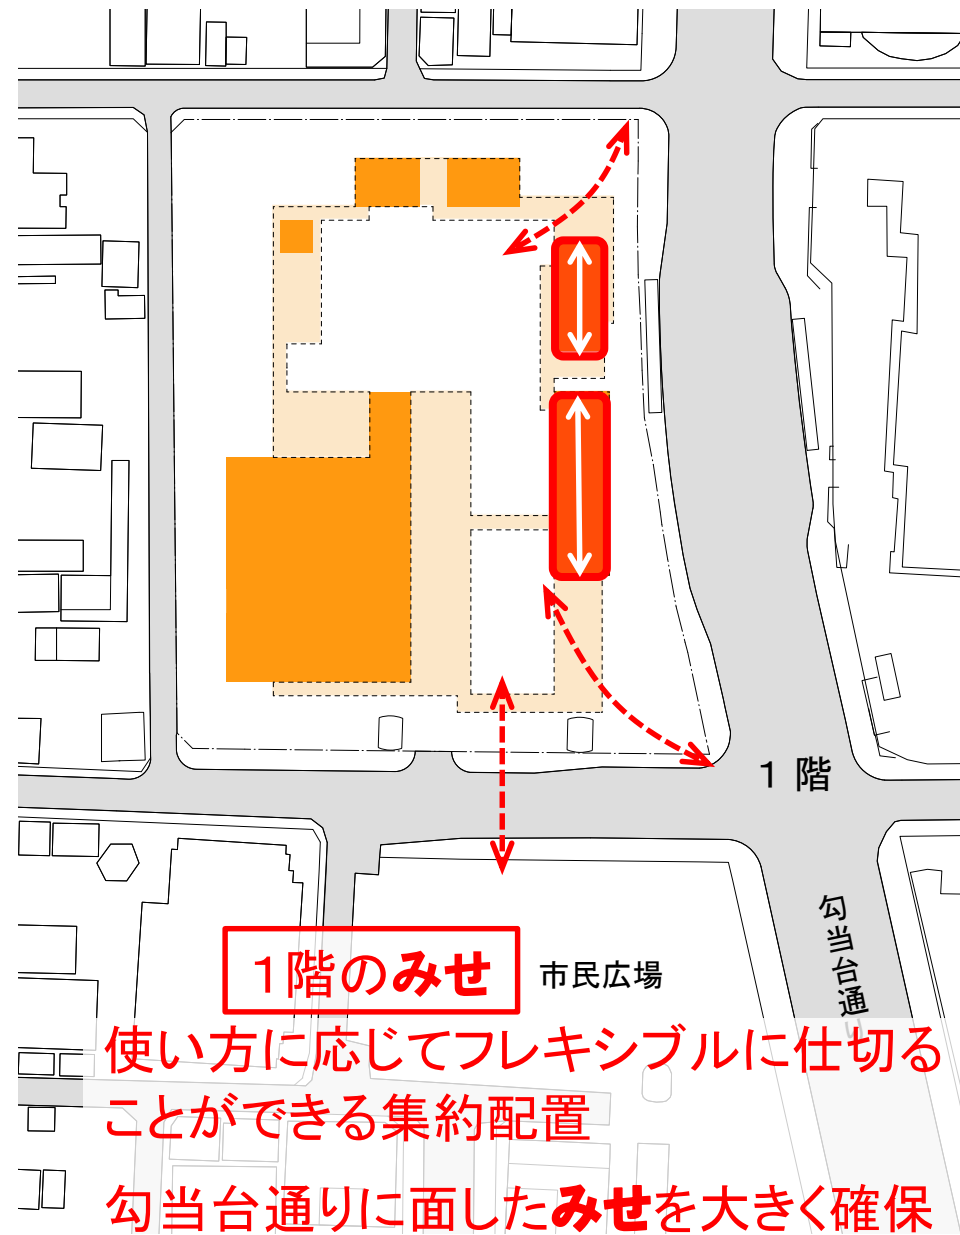 1階
勾当台通り
1階のみせ
市民広場
使い方に応じてフレキシブルに仕切る
ことができる集約配置
勾当台通りに面したみせを大きく確保